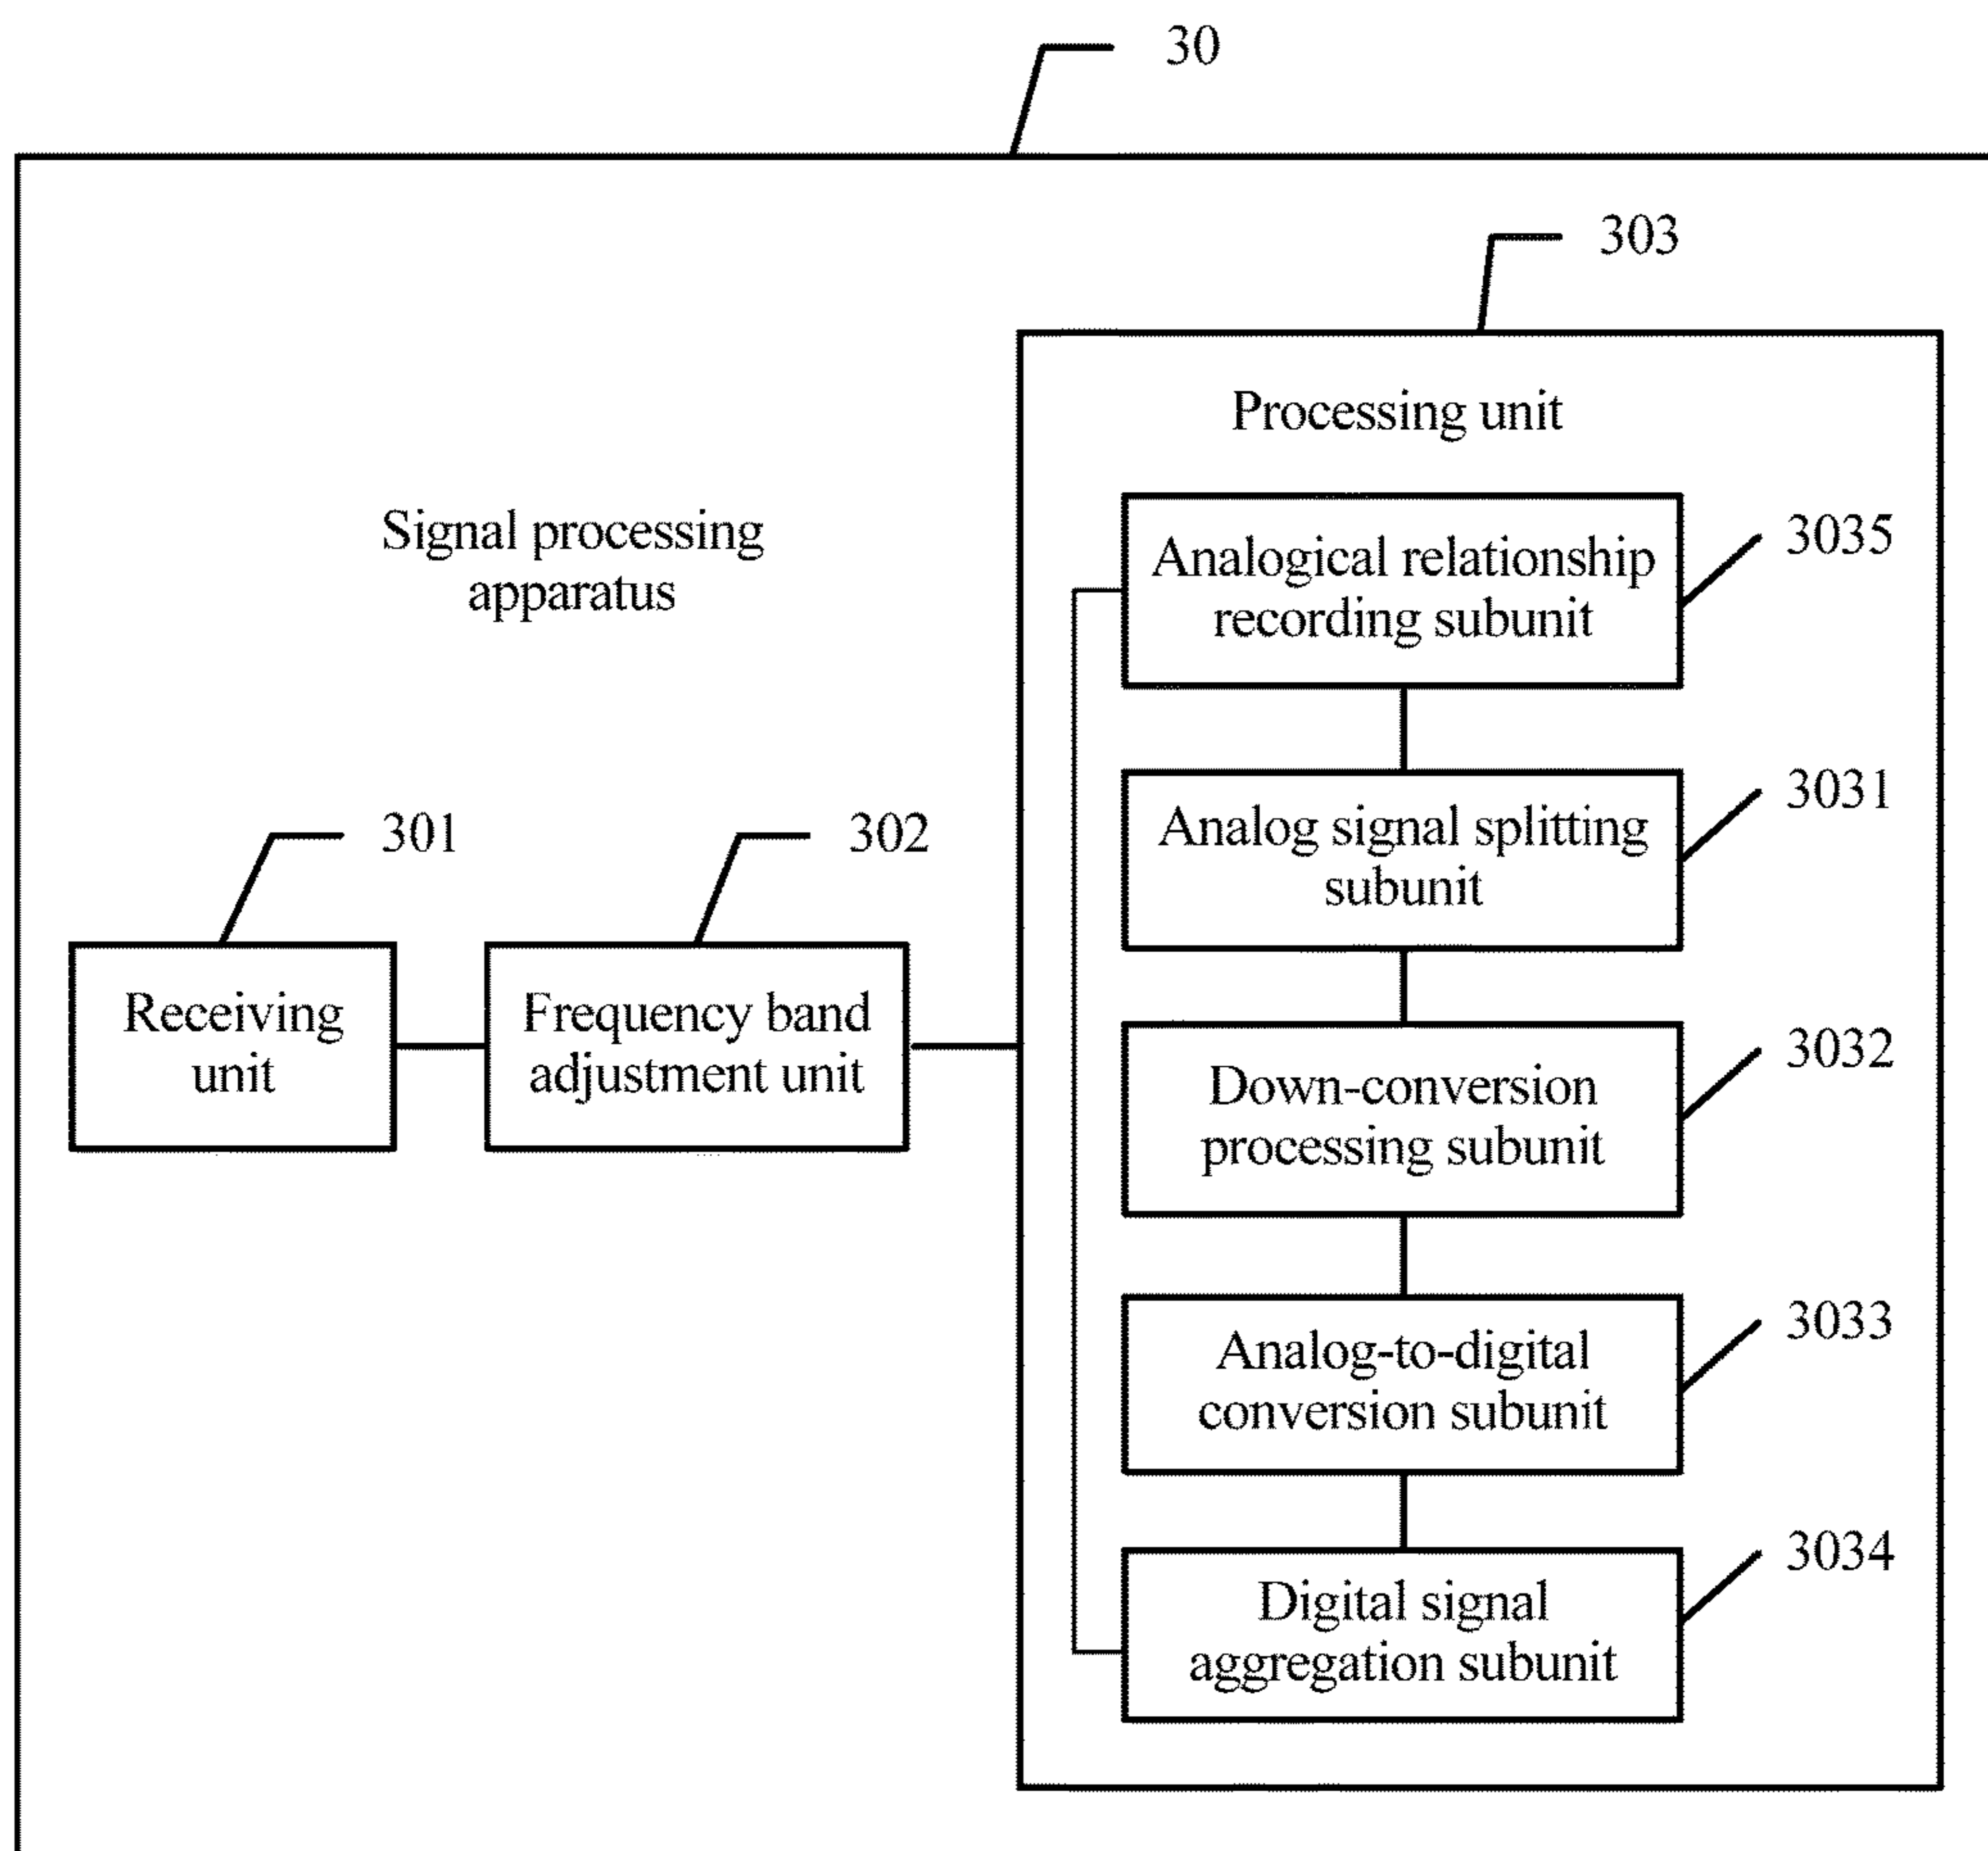 30
303
Processing unit
Signal processing
apparatus
Analogical relationship
recording subunit
3035
Analog signal splitting
subunit
3031
301
302
Receiving
unit
Frequency band
adjustment unit
Down-conversion
processing subunit
3032
Analog-to-digital
conversion subunit
3033
Digital signal
aggregation subunit
3034